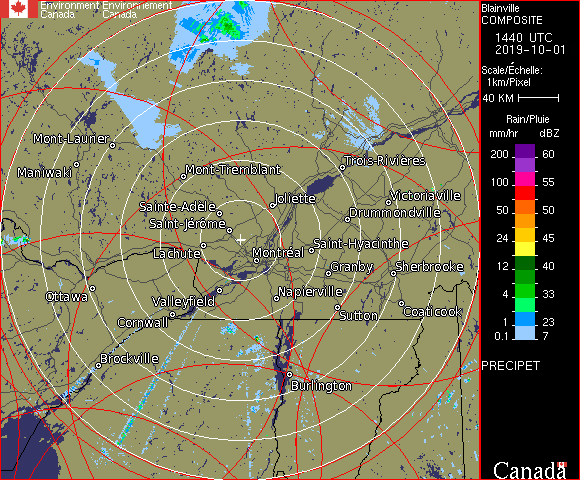 Environment Environnement
Canada Canada
Blainville
COMPOSITE
1440 UTC
2019-10-01
Scale/Échelle:
1km/Pixel
40 KM
Rain/Pluie
mm/hr dBZ
200 60
100 55
50 50
24 45
12 40
4 33
1 23
0.1 7
PRECIPET
Mont-Laurier
Maniwaki
Mont-Tremblant
Trois-Rivières
Joliette
Victoriaville
Sainte-Adèle
Drummondville
Saint-Jérôme
Saint-Hyacinthe
Lachute
Montréal
Granby
Sherbrooke
Ottawa
Valleyfield
Napierville
Cornwall
Sutton
Coaticook
Brockville
Burlington
Canada